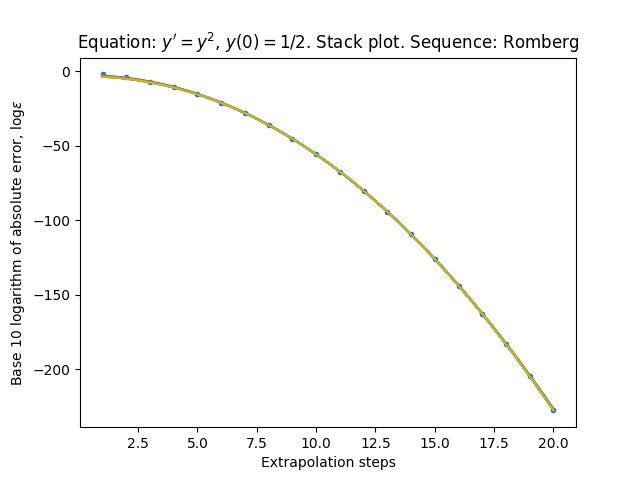 Equation: y′ = y², y(0) = 1/2. Stack plot. Sequence: Romberg
Base 10 logarithm of absolute error, logε
0
−50
−100
−150
−200
2.5 5.0 7.5 10.0 12.5 15.0 17.5 20.0
Extrapolation steps